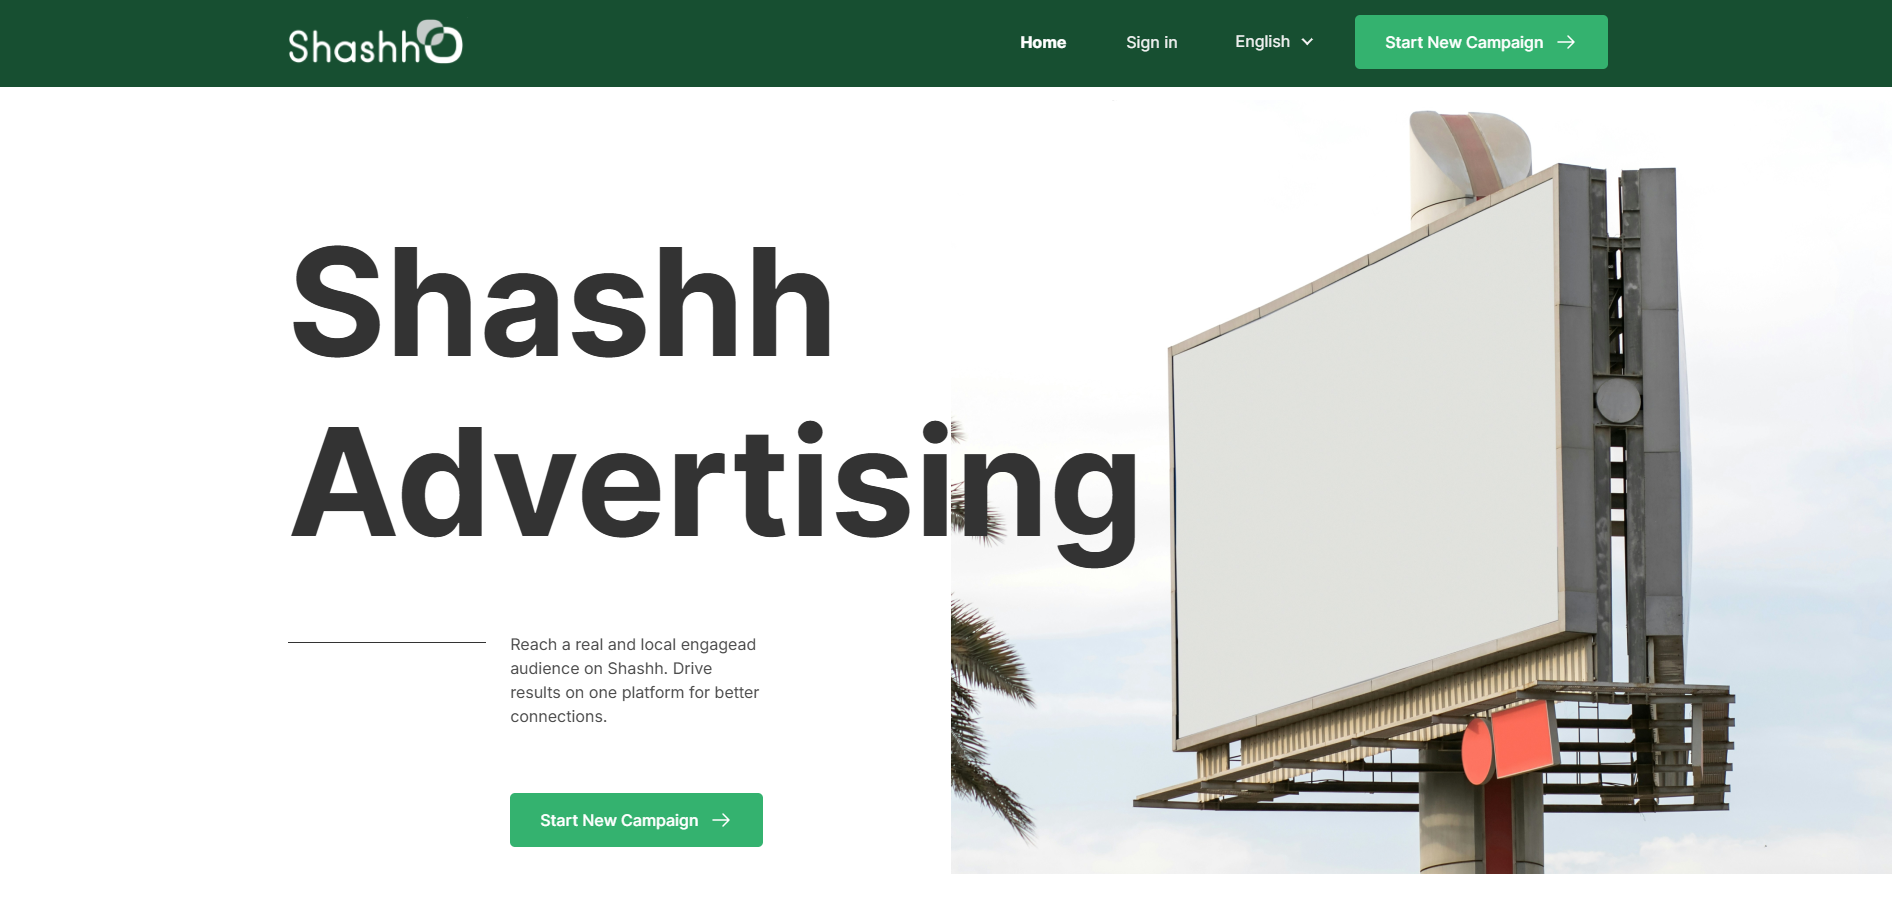 Shashh
Home
Sign in
English
Start New Campaign
Shashh
Advertising
Reach a real and local engagead
audience on Shashh. Drive
results on one platform for better
connections.
Start New Campaign